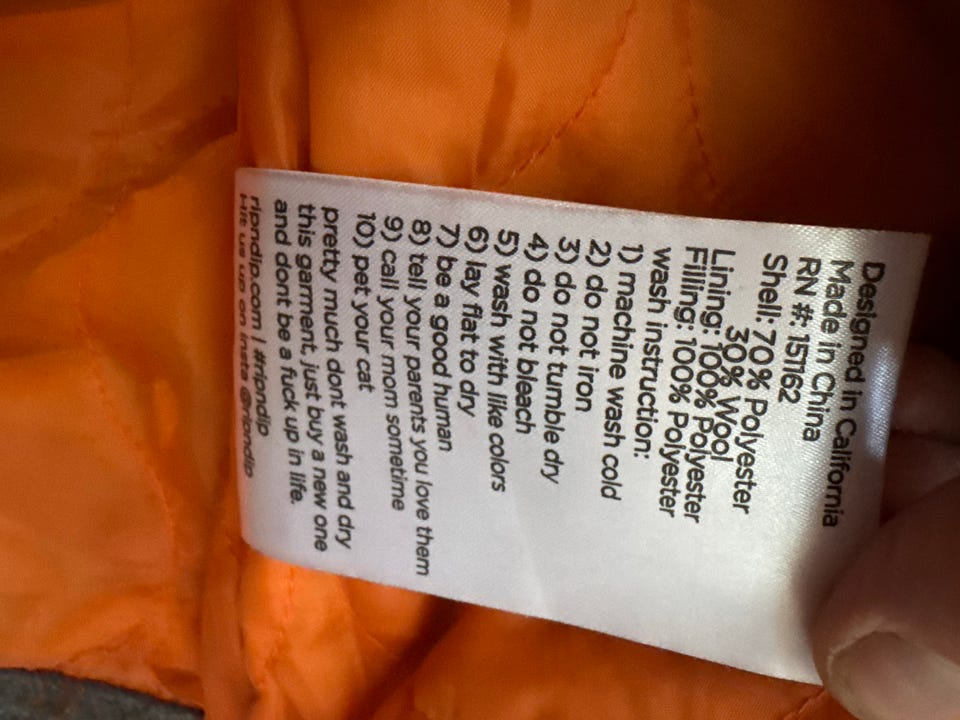 Designed in California
Made in China
RN #: 157162
Shell: 70% Polyester
30% Wool
Lining: 100% Polyester
Filling: 100% Polyester
wash instruction:
1) machine wash cold
2) do not iron
3) do not tumble dry
4) do not bleach
5) wash with like colors
6) lay flat to dry
7) be a good human
8) tell your parents you love them
9) call your mom sometime
10) pet your cat
pretty much dont wash and dry
this garment, just buy a new one
and dont be a fuck up in life.
ripndip.com | #ripndip
Hit us up on insta @ripndip